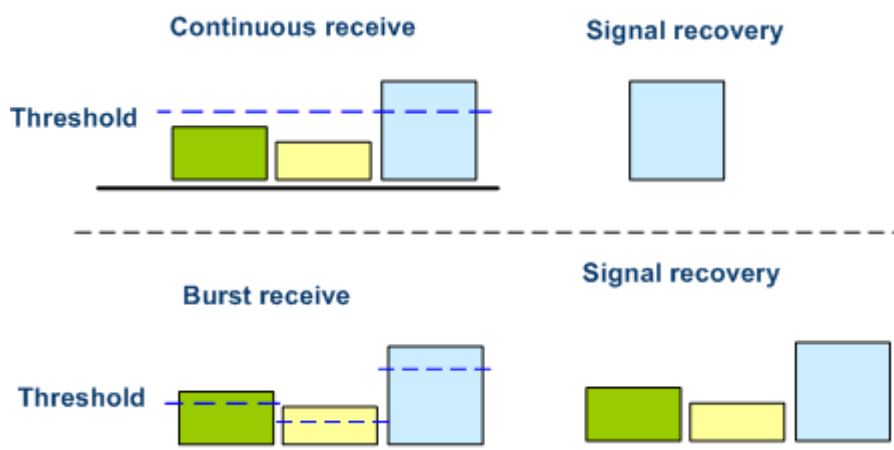 Continuous receive
Signal recovery
Threshold
Signal recovery
Burst receive
Threshold